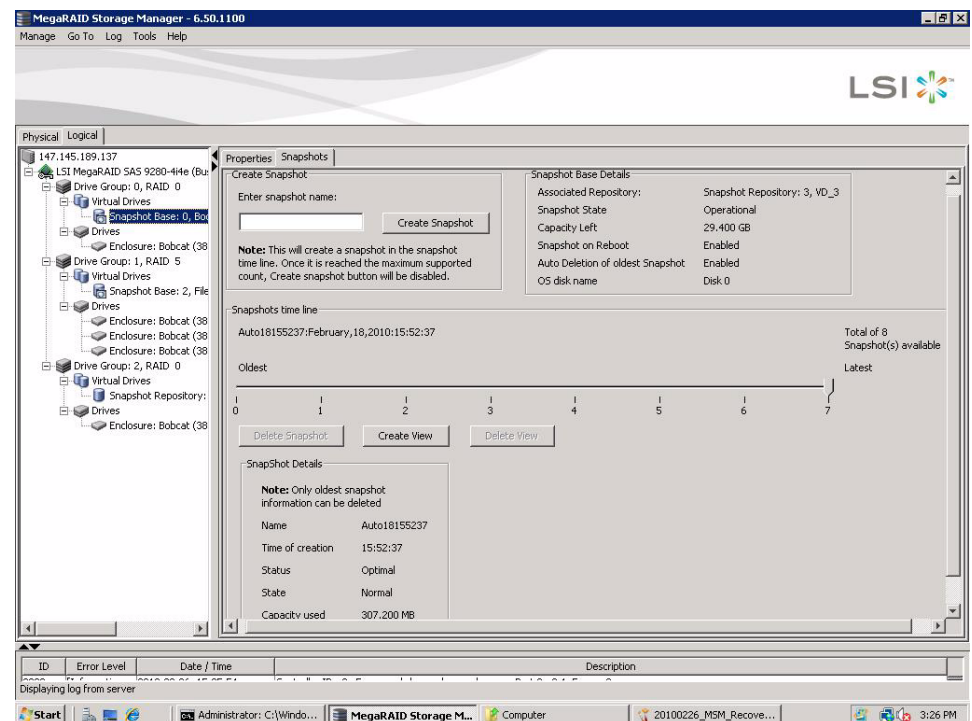 MegaRAID Storage Manager - 6.50.1100
Manage Go To Log Tools Help
LSI
Physical Logical
147.145.189.137
LSI MegaRAID SAS 9280-4i4e (Bu
Drive Group: 0, RAID 0
Virtual Drives
Snapshot Base: 0, Boo
Drives
Enclosure: Bobcat (38
Drive Group: 1, RAID 5
Virtual Drives
Snapshot Base: 2, File
Drives
Enclosure: Bobcat (38
Enclosure: Bobcat (38
Enclosure: Bobcat (38
Drive Group: 2, RAID 0
Virtual Drives
Snapshot Repository:
Drives
Enclosure: Bobcat (38
Properties Snapshots
Create Snapshot
Enter snapshot name:
Create Snapshot
Note: This will create a snapshot in the snapshot
time line. Once it is reached the maximum supported
count, Create snapshot button will be disabled.
Snapshot Base Details
Associated Repository: Snapshot Repository: 3, VD_3
Snapshot State Operational
Capacity Left 29.400 GB
Snapshot on Reboot Enabled
Auto Deletion of oldest Snapshot Enabled
OS disk name Disk 0
Snapshots time line
Auto18155237:February,18,2010:15:52:37
Total of 8
Snapshot(s) available
Oldest Latest
0 1 2 3 4 5 6 7
Delete Snapshot Create View Delete View
SnapShot Details
Note: Only oldest snapshot
information can be deleted
Name Auto18155237
Time of creation 15:52:37
Status Optimal
State Normal
Capacity used 307.200 MB
ID Error Level Date / Time Description
Displaying log from server
Start Administrator: C:\Windo... MegaRAID Storage M... Computer 20100226_MSM_Recove... 3:26 PM